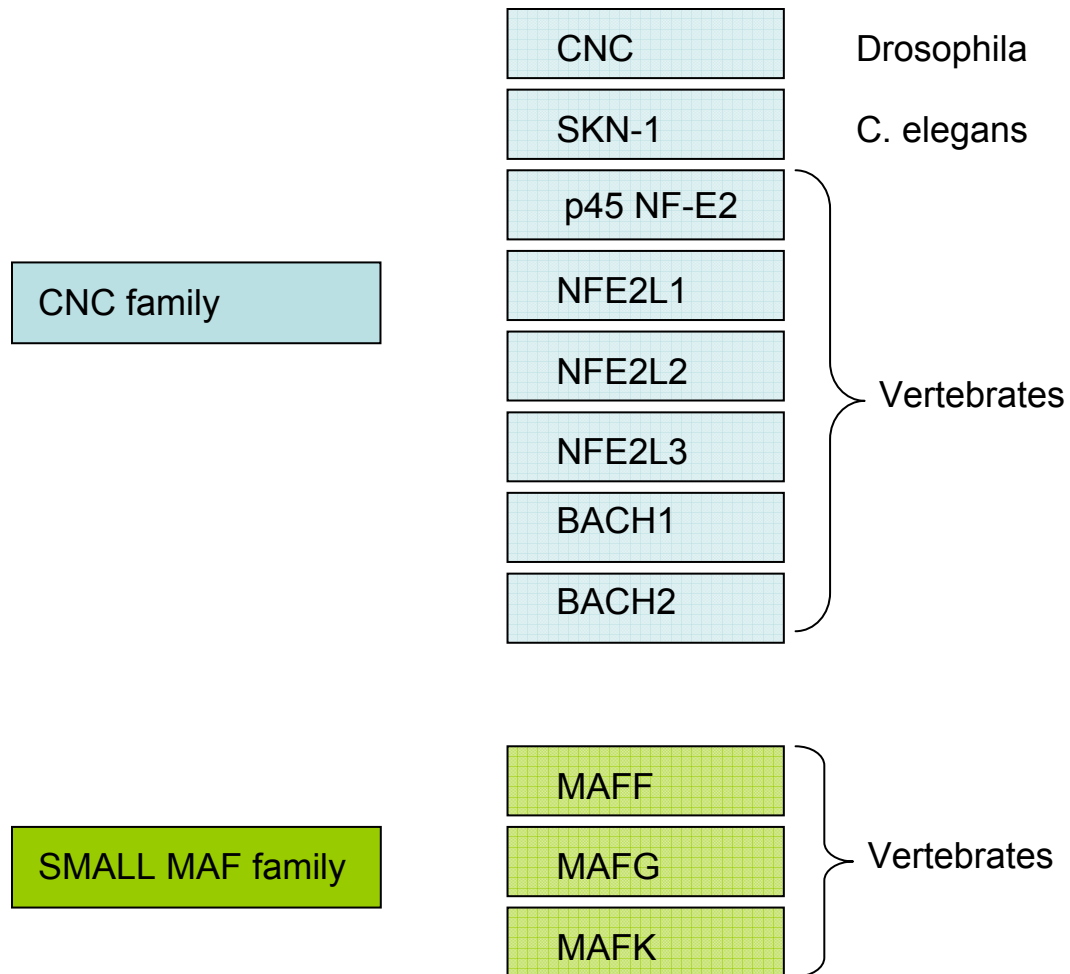 CNC Drosophila
SKN-1 C. elegans
p45 NF-E2
CNC family
NFE2L1
NFE2L2
Vertebrates
NFE2L3
BACH1
BACH2
MAFF
SMALL MAF family
MAFG
Vertebrates
MAFK